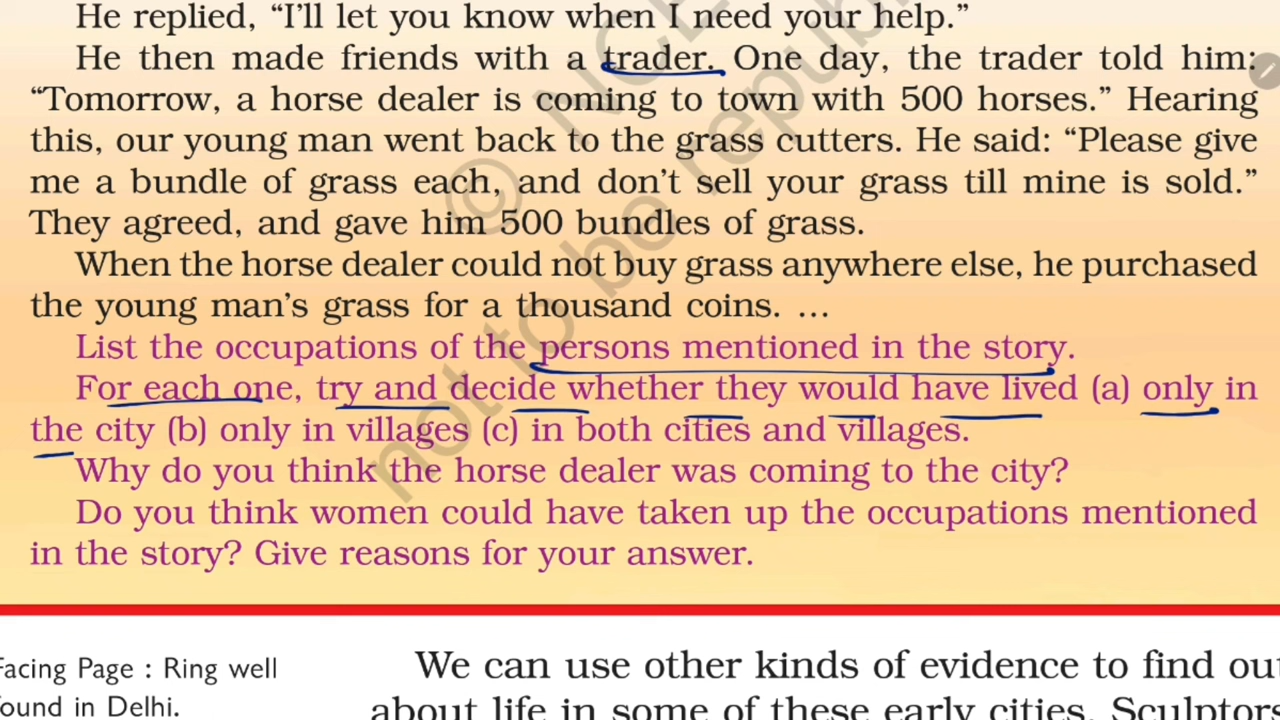 He replied, “I’ll let you know when I need your help.”
He then made friends with a trader. One day, the trader told him:
“Tomorrow, a horse dealer is coming to town with 500 horses.” Hearing
this, our young man went back to the grass cutters. He said: “Please give
me a bundle of grass each, and don’t sell your grass till mine is sold.”
They agreed, and gave him 500 bundles of grass.
When the horse dealer could not buy grass anywhere else, he purchased
the young man’s grass for a thousand coins. …
List the occupations of the persons mentioned in the story.
For each one, try and decide whether they would have lived (a) only in
the city (b) only in villages (c) in both cities and villages.
Why do you think the horse dealer was coming to the city?
Do you think women could have taken up the occupations mentioned
in the story? Give reasons for your answer.
Facing Page : Ring well
found in Delhi.
We can use other kinds of evidence to find out
about life in some of these early cities. Sculptors
© NCE
not to be republi